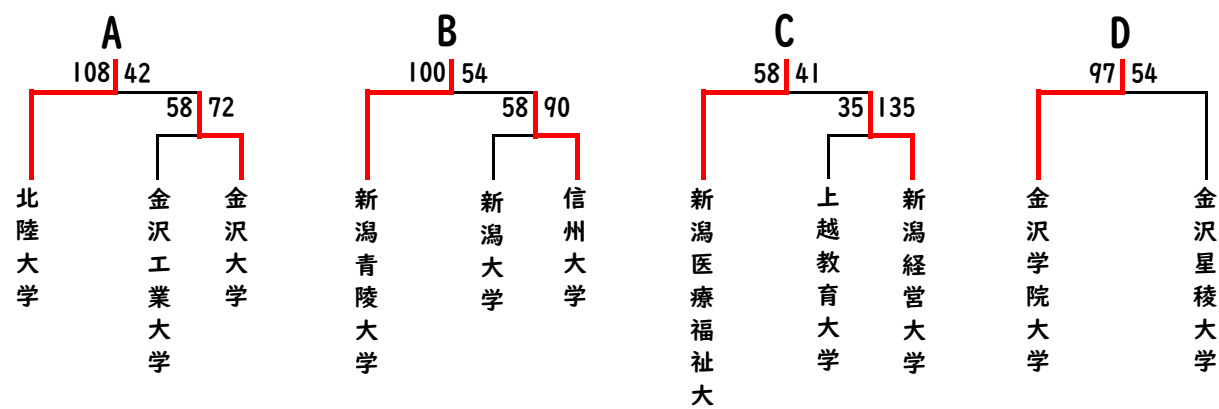 A
B
C
D
108 42
100 54
58 41
97 54
58 72
58 90
35 135
北陸大学
金沢工業大学
金沢大学
新潟青陵大学
新潟大学
信州大学
新潟医療福祉大
上越教育大学
新潟経営大学
金沢学院大学
金沢星稜大学